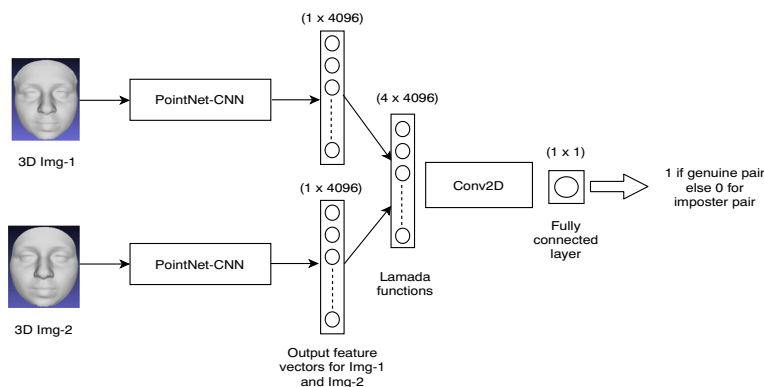 (1 x 4096)
PointNet-CNN
3D Img-1
(4 x 4096)
(1 x 4096)
Conv2D
(1 x 1)
1 if genuine pair
else 0 for
imposter pair
Fully
connected
layer
PointNet-CNN
3D Img-2
Lamada
functions
Output feature
vectors for Img-1
and Img-2